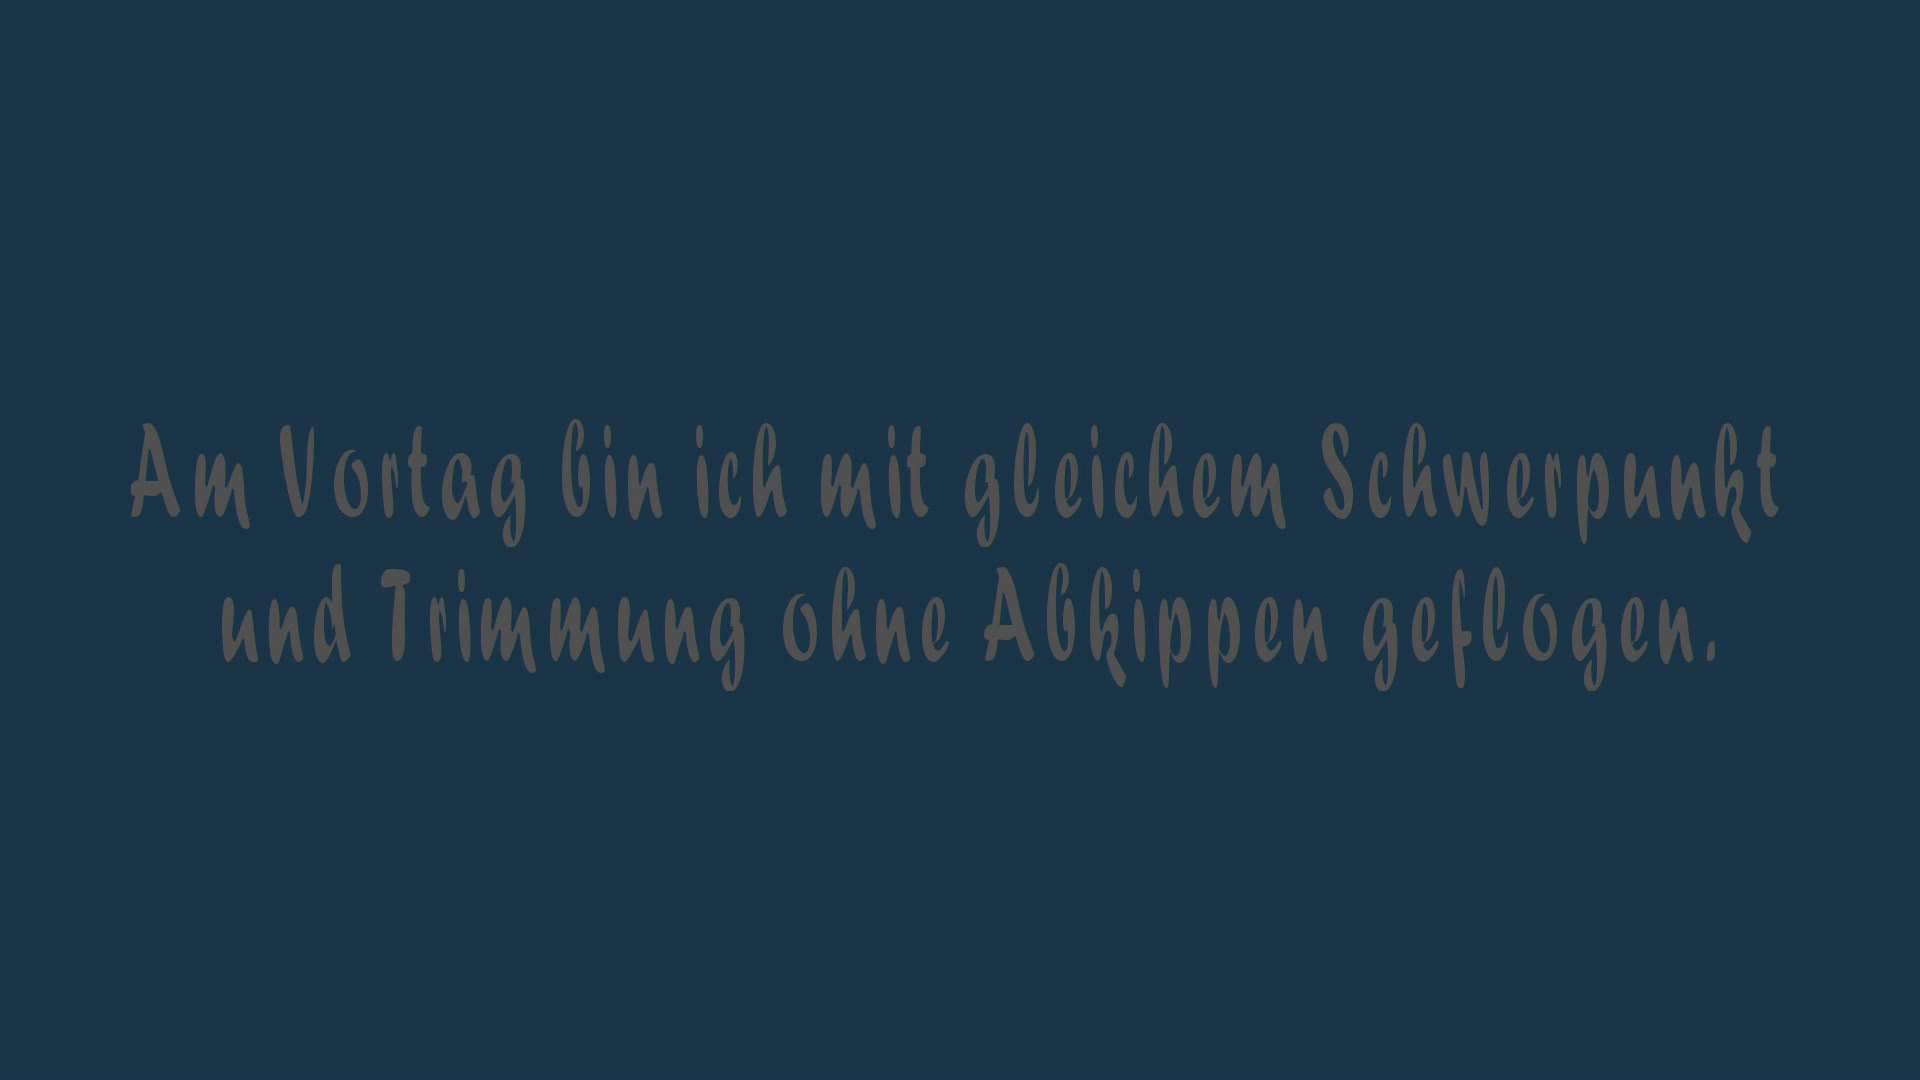 Am Vortag bin ich mit gleichem Schwerpunkt
und Trimmung ohne Abkippen geflogen.